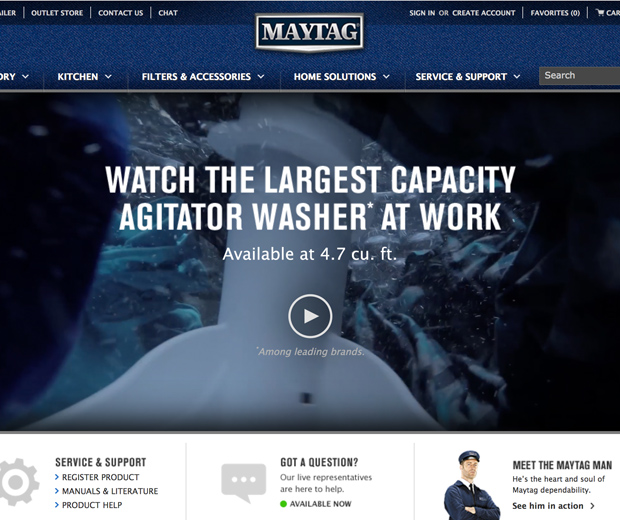 OUTLET STORE CONTACT US CHAT
MAYTAG
SIGN IN OR CREATE ACCOUNT FAVORITES (0)
KITCHEN FILTERS & ACCESSORIES HOME SOLUTIONS SERVICE & SUPPORT Search
WATCH THE LARGEST CAPACITY
AGITATOR WASHER* AT WORK
Available at 4.7 cu. ft.
*Among leading brands.
SERVICE & SUPPORT
REGISTER PRODUCT
MANUALS & LITERATURE
PRODUCT HELP
GOT A QUESTION?
Our live representatives
are here to help.
AVAILABLE NOW
MEET THE MAYTAG MAN
He's the heart and soul of
Maytag dependability.
See him in action